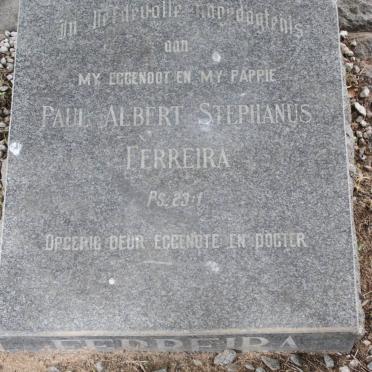 In liefdevolle Nagedagtenis
aan
MY EGGENOOT EN MY PAPPIE
PAUL ALBERT STEPHANUS
FERREIRA
PS. 23:1
OPGERIG DEUR EGGENOTE EN DOGTER
FERREIRA